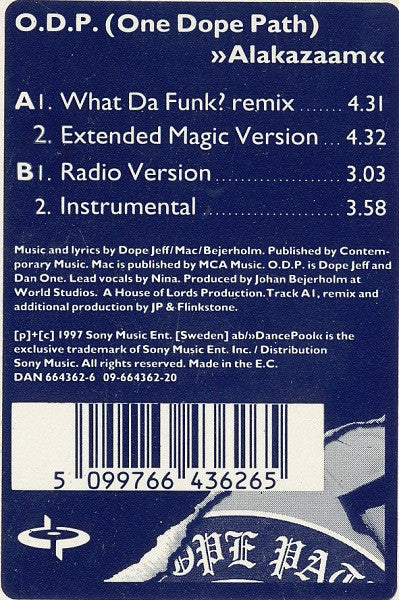 O.D.P. (One Dope Path)
»Alakazaam«
A1. What Da Funk? remix ...... 4.31
2. Extended Magic Version .... 4.32
B1. Radio Version .................... 3.03
2. Instrumental ...................... 3.58
Music and lyrics by Dope Jeff/Mac/Bejerholm. Published by Contem-
porary Music. Mac is published by MCA Music. O.D.P. is Dope Jeff and
Dan One. Lead vocals by Nina. Produced by Johan Bejerholm at
World Studios. A House of Lords Production. Track A1, remix and
additional production by JP & Flinkstone.
[p]+[c] 1997 Sony Music Ent. [Sweden] ab/»DancePool« is the
exclusive trademark of Sony Music Ent. Inc. / Distribution
Sony Music. All rights reserved. Made in the E.C.
DAN 664362-6 09-664362-20
5 099766 436265
OPE PAT